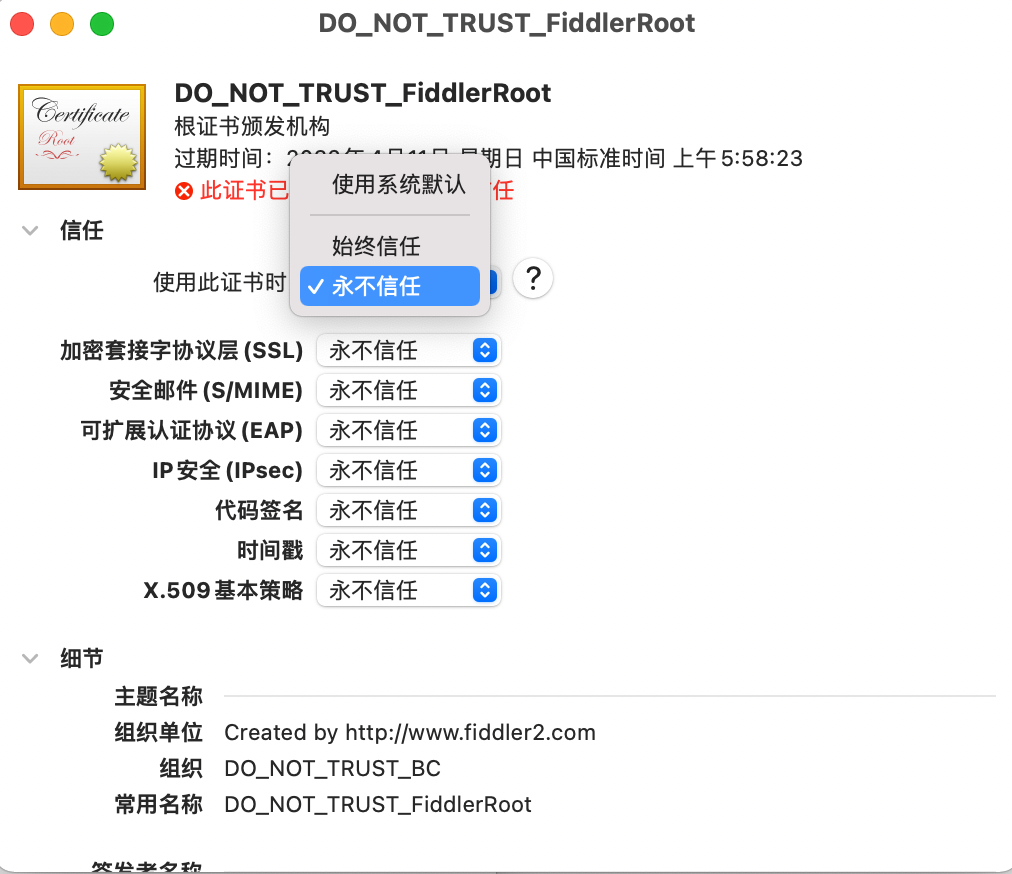 DO_NOT_TRUST_FiddlerRoot
Certificate
Root
DO_NOT_TRUST_FiddlerRoot
根证书颁发机构
过期时间： 星期日 中国标准时间 上午 5:58:23
此证书已 任
使用系统默认
信任
始终信任
使用此证书时
永不信任
?
加密套接字协议层 (SSL) 永不信任
安全邮件 (S/MIME) 永不信任
可扩展认证协议 (EAP) 永不信任
IP 安全 (IPsec) 永不信任
代码签名 永不信任
时间戳 永不信任
X.509 基本策略 永不信任
细节
主题名称
组织单位 Created by http://www.fiddler2.com
组织 DO_NOT_TRUST_BC
常用名称 DO_NOT_TRUST_FiddlerRoot
签发者名称